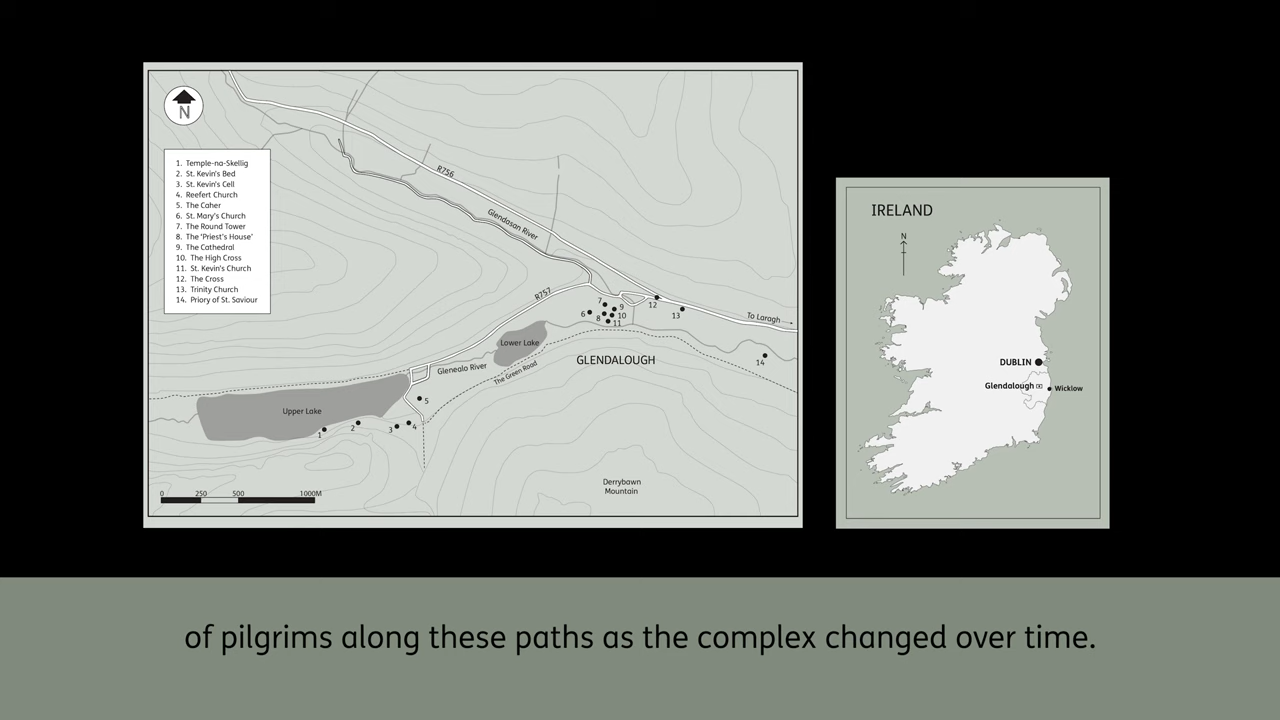 N
1. Temple-na-Skellig
2. St. Kevin's Bed
3. St. Kevin's Cell
4. Reefert Church
5. The Caher
6. St. Mary's Church
7. The Round Tower
8. The 'Priest's House'
9. The Cathedral
10. The High Cross
11. St. Kevin's Church
12. The Cross
13. Trinity Church
14. Priory of St. Saviour
R756
Glendasan River
R757
7
9
6
8
10
11
12
13
To Laragh
Lower Lake
GLENDALOUGH
14
Glenealo River
The Green Road
5
Upper Lake
1
2
3
4
Derrybawn
Mountain
0 250 500 1000M
IRELAND
N
DUBLIN
Glendalough
Wicklow
of pilgrims along these paths as the complex changed over time.